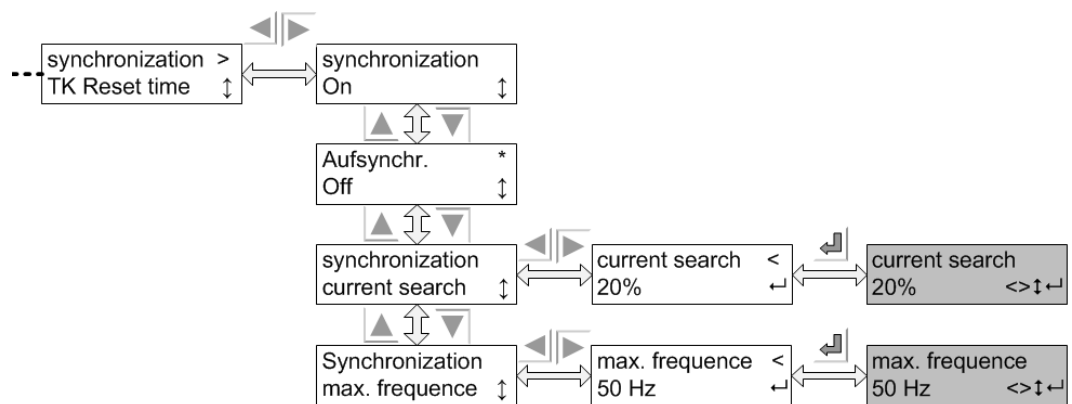 synchronization >
TK Reset time ↕
synchronization
On ↕
Aufsynchr. *
Off ↕
synchronization
current search ↕
current search <
20% ↵
current search
20% <>↕↵
Synchronization
max. frequence ↕
max. frequence <
50 Hz ↵
max. frequence
50 Hz <>↕↵